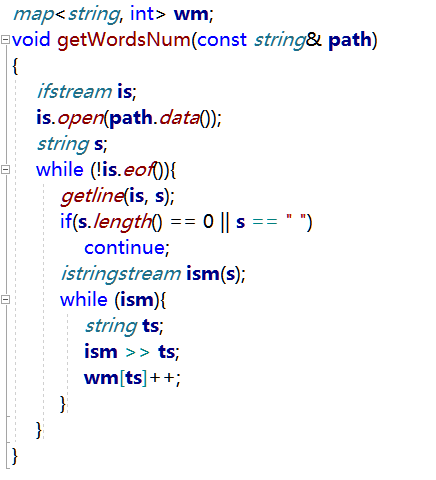 map<string, int> wm;
void getWordsNum(const string& path)
{
ifstream is;
is.open(path.data());
string s;
while (!is.eof()){
getline(is, s);
if(s.length() == 0 || s == " ")
continue;
istringstream ism(s);
while (ism){
string ts;
ism >> ts;
wm[ts]++;
}
}
}